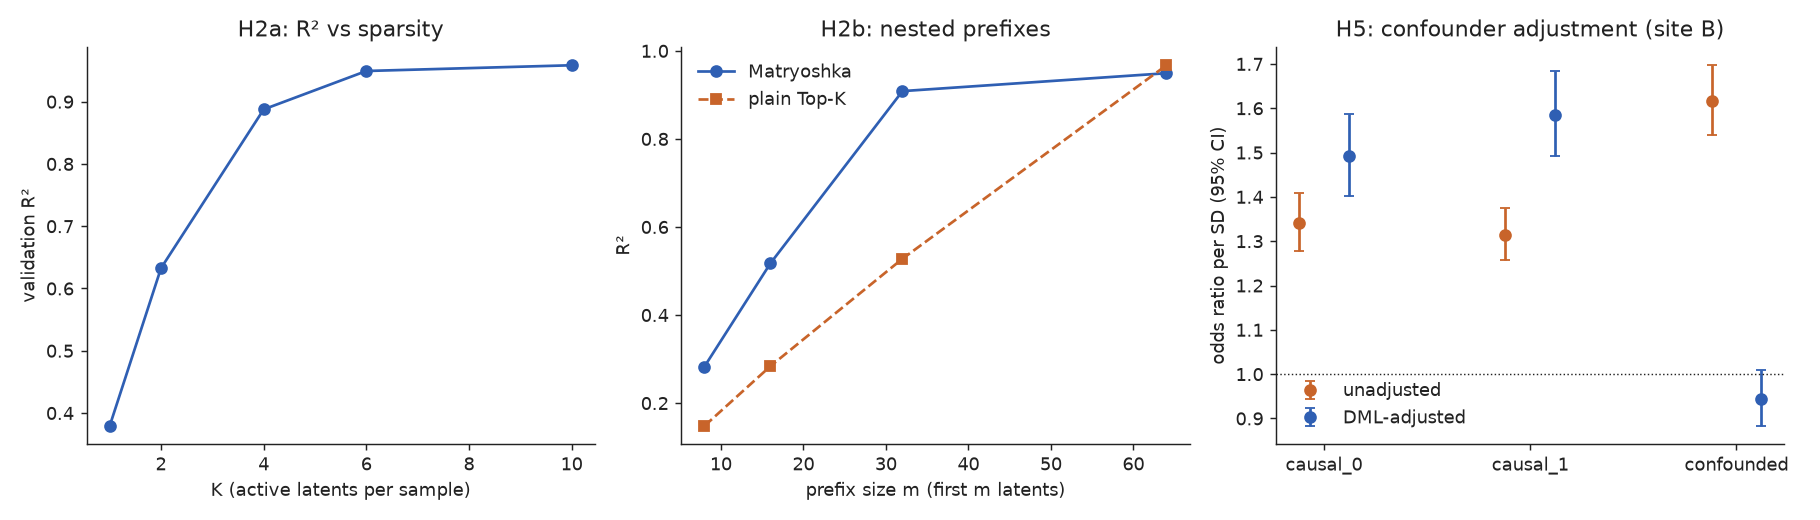 H2a: R² vs sparsity
validation R²
0.9
0.8
0.7
0.6
0.5
0.4
2 4 6 8 10
K (active latents per sample)
H2b: nested prefixes
Matryoshka
plain Top-K
R²
1.0
0.8
0.6
0.4
0.2
10 20 30 40 50 60
prefix size m (first m latents)
H5: confounder adjustment (site B)
odds ratio per SD (95% CI)
1.7
1.6
1.5
1.4
1.3
1.2
1.1
1.0
0.9
unadjusted
DML-adjusted
causal_0 causal_1 confounded